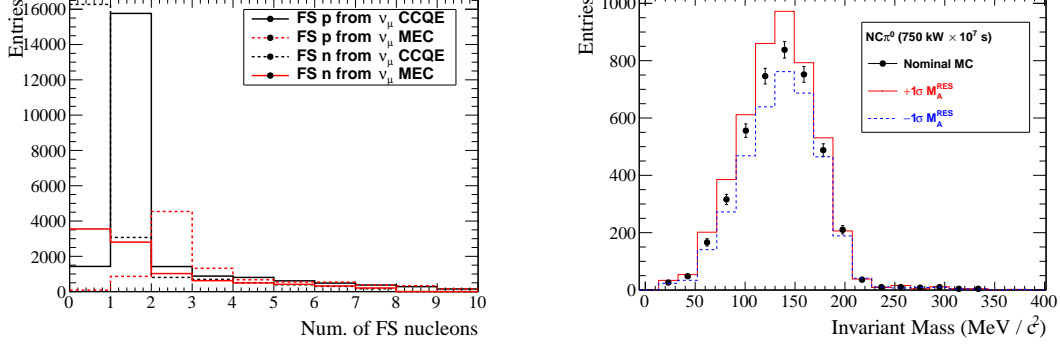 Entries
16000
14000
12000
10000
8000
6000
4000
2000
0
0 1 2 3 4 5 6 7 8 9 10
Num. of FS nucleons
FS p from ν_μ CCQE
FS p from ν_μ MEC
FS n from ν_μ CCQE
FS n from ν_μ MEC
Entries
1000
800
600
400
200
0
0 50 100 150 200 250 300 350 400
Invariant Mass (MeV / c²)
NCπ⁰ (750 kW × 10⁷ s)
Nominal MC
+1σ M_A^RES
−1σ M_A^RES